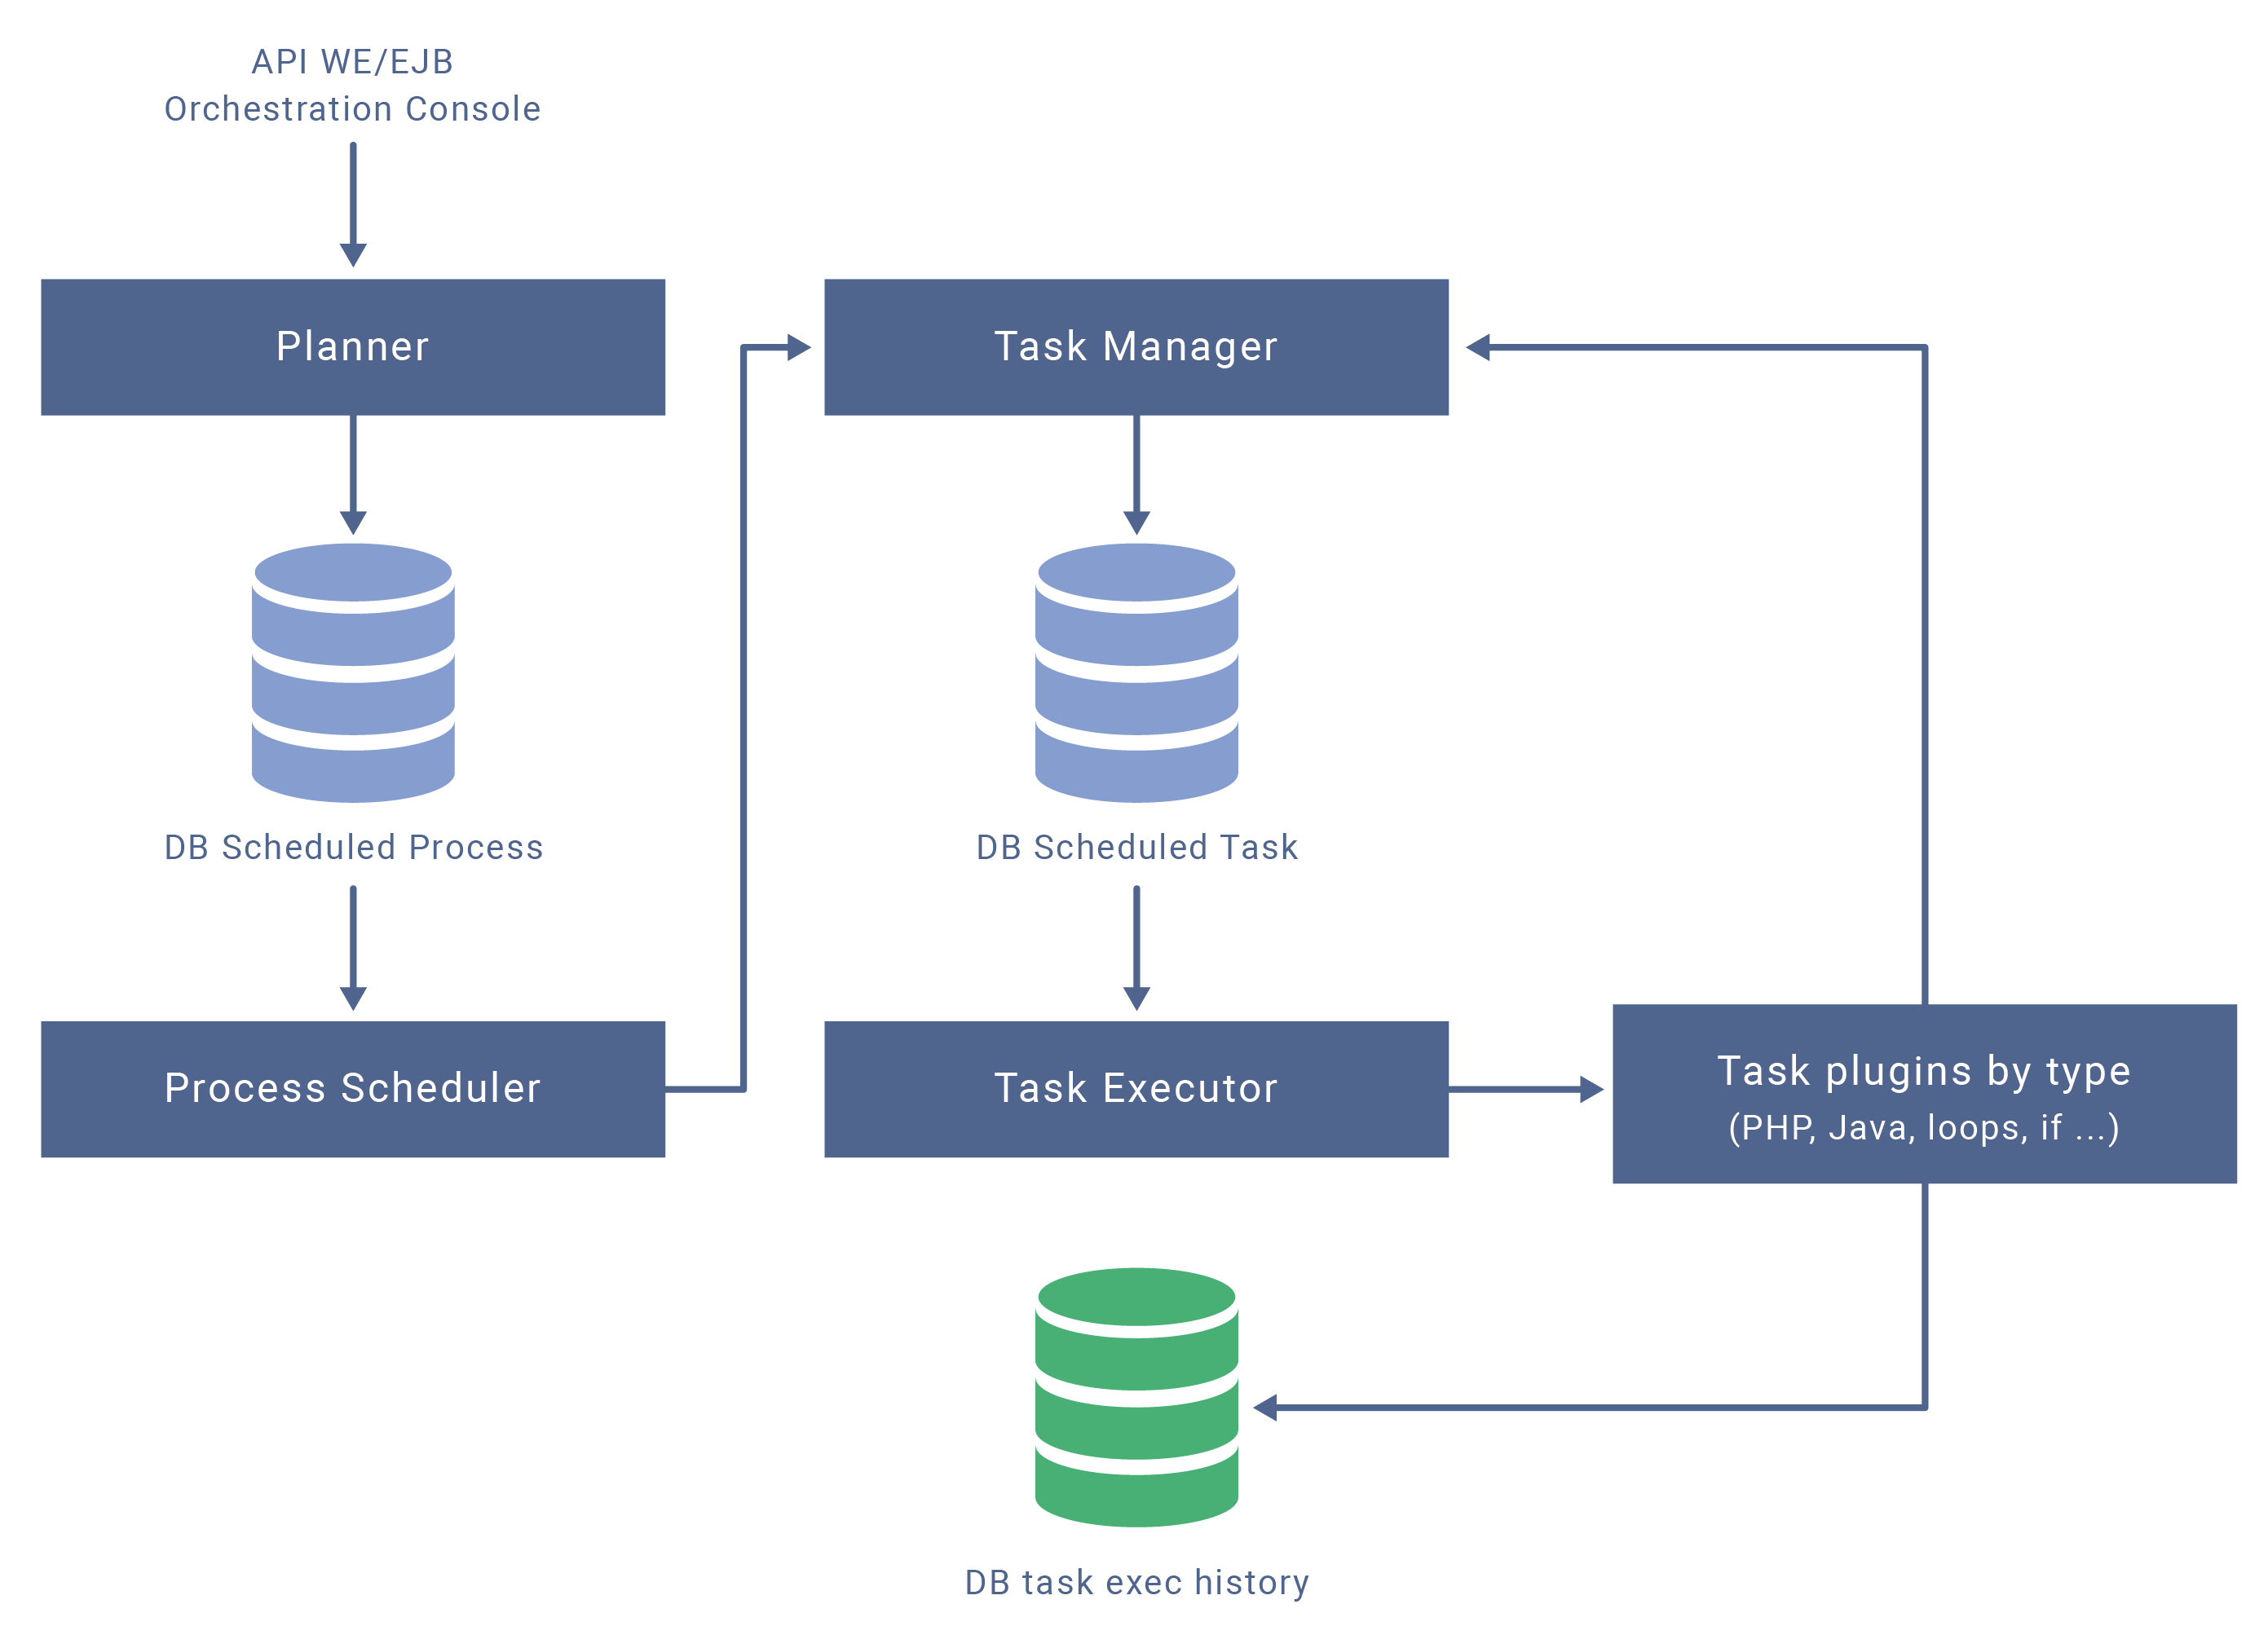 API WE/EJB
Orchestration Console
Planner
Task Manager
DB Scheduled Process
DB Scheduled Task
Process Scheduler
Task Executor
Task plugins by type
(PHP, Java, loops, if ...)
DB task exec history